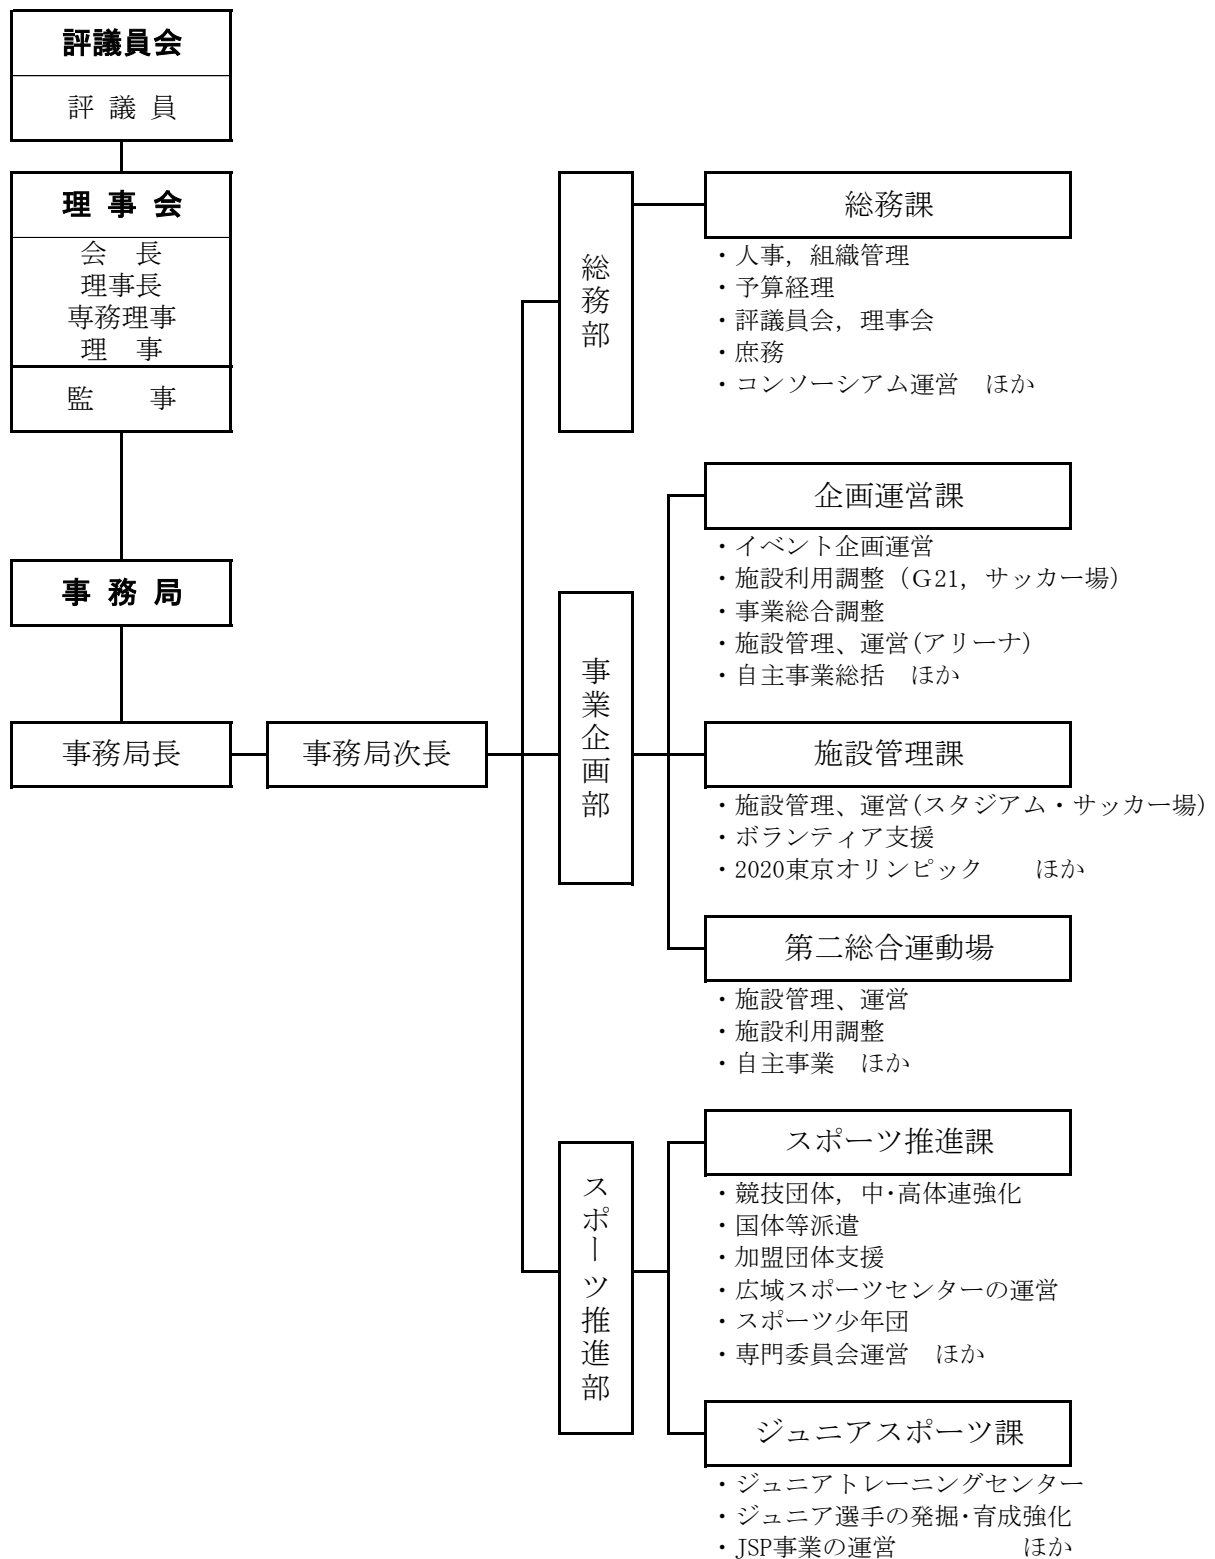 評議員会
評 議 員
理 事 会
会　長
理事長
専務理事
理　事
監　　事
事 務 局
事務局長
事務局次長
総務部
総務課
・人事，組織管理
・予算経理
・評議員会，理事会
・庶務
・コンソーシアム運営　ほか
事業企画部
企画運営課
・イベント企画運営
・施設利用調整（Ｇ21，サッカー場）
・事業総合調整
・施設管理、運営(アリーナ)
・自主事業総括　ほか
施設管理課
・施設管理、運営(スタジアム・サッカー場)
・ボランティア支援
・2020東京オリンピック　　ほか
第二総合運動場
・施設管理、運営
・施設利用調整
・自主事業　ほか
スポーツ推進部
スポーツ推進課
・競技団体，中･高体連強化
・国体等派遣
・加盟団体支援
・広域スポーツセンターの運営
・スポーツ少年団
・専門委員会運営　ほか
ジュニアスポーツ課
・ジュニアトレーニングセンター
・ジュニア選手の発掘･育成強化
・JSP事業の運営　　　　　ほか